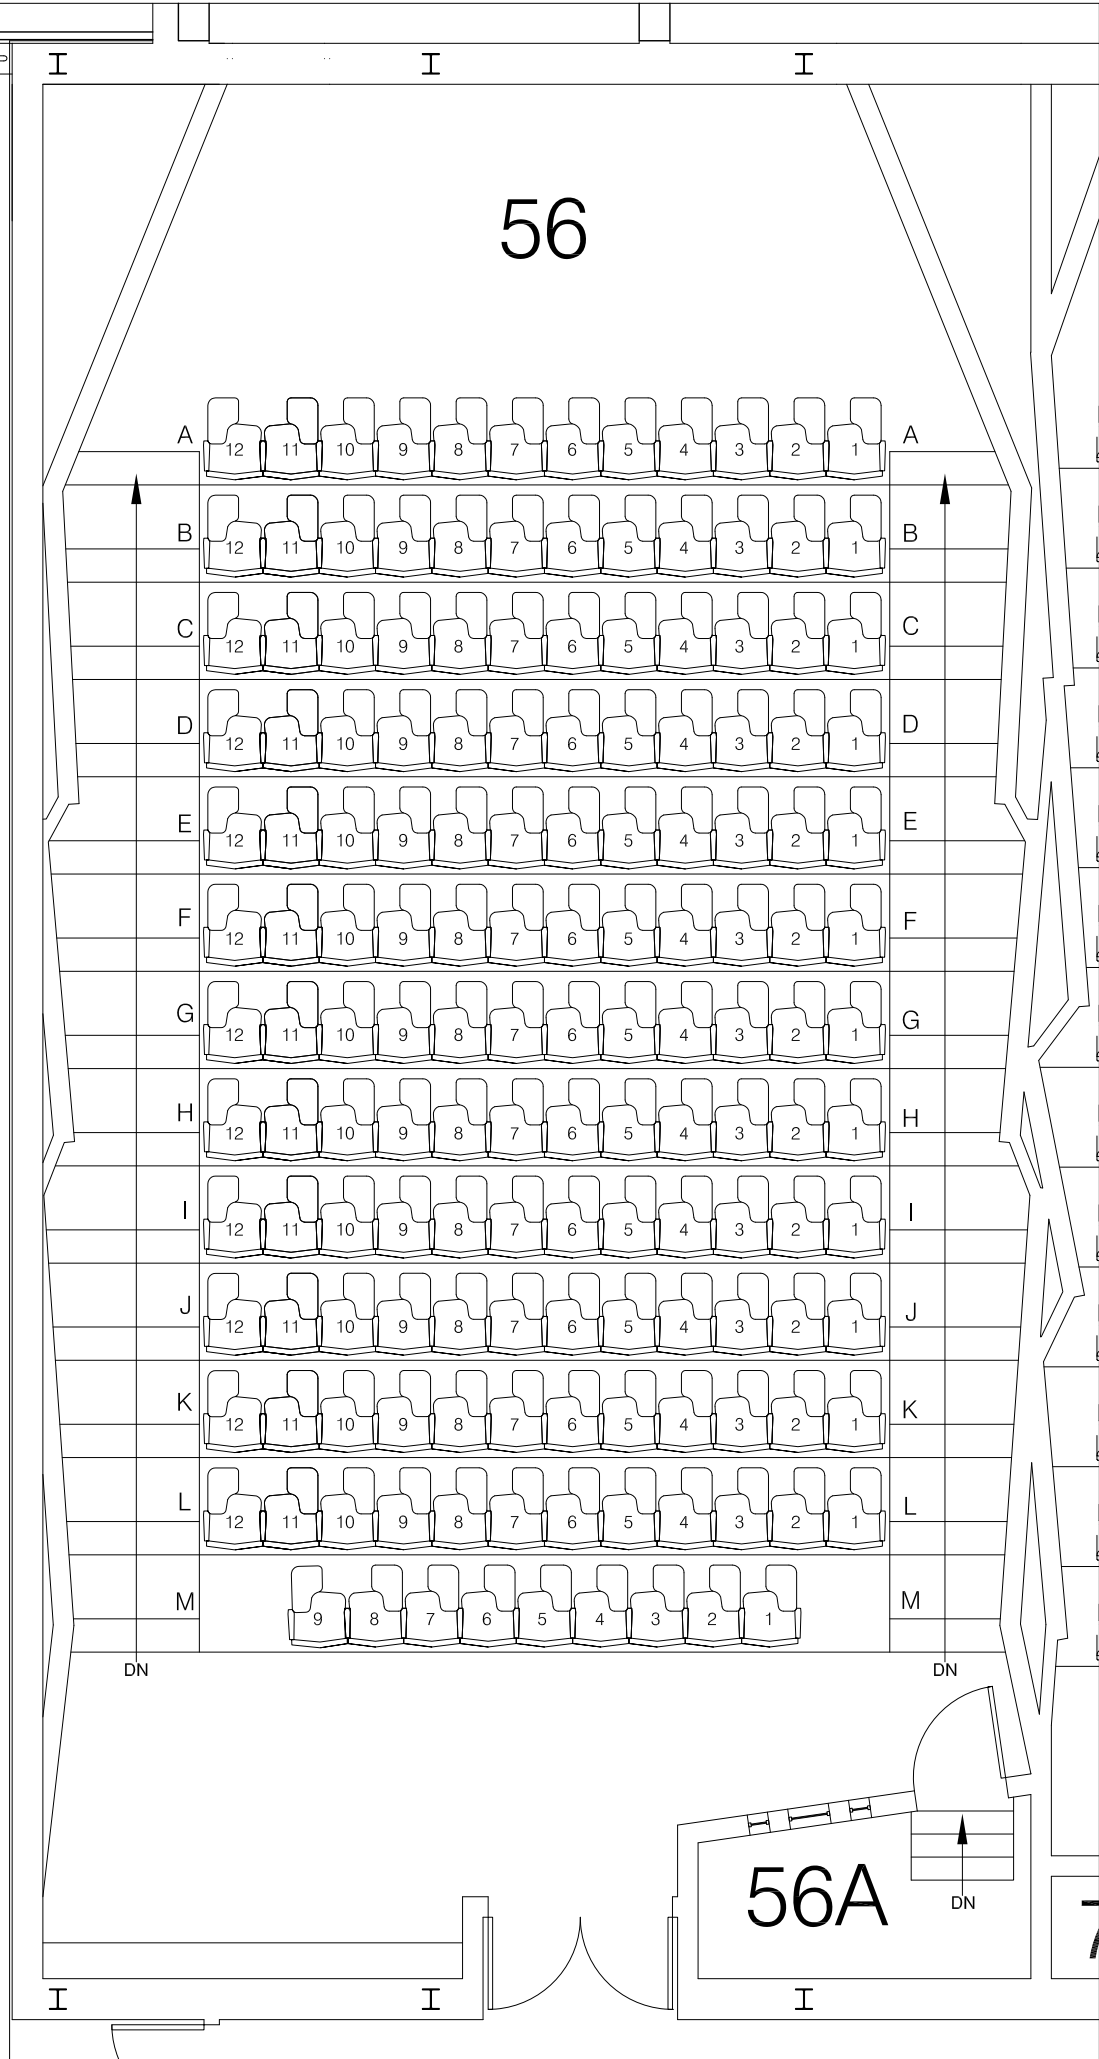 56
A 12 11 10 9 8 7 6 5 4 3 2 1 A
B 12 11 10 9 8 7 6 5 4 3 2 1 B
C 12 11 10 9 8 7 6 5 4 3 2 1 C
D 12 11 10 9 8 7 6 5 4 3 2 1 D
E 12 11 10 9 8 7 6 5 4 3 2 1 E
F 12 11 10 9 8 7 6 5 4 3 2 1 F
G 12 11 10 9 8 7 6 5 4 3 2 1 G
H 12 11 10 9 8 7 6 5 4 3 2 1 H
I 12 11 10 9 8 7 6 5 4 3 2 1 I
J 12 11 10 9 8 7 6 5 4 3 2 1 J
K 12 11 10 9 8 7 6 5 4 3 2 1 K
L 12 11 10 9 8 7 6 5 4 3 2 1 L
M 9 8 7 6 5 4 3 2 1 M
DN DN
56A
DN